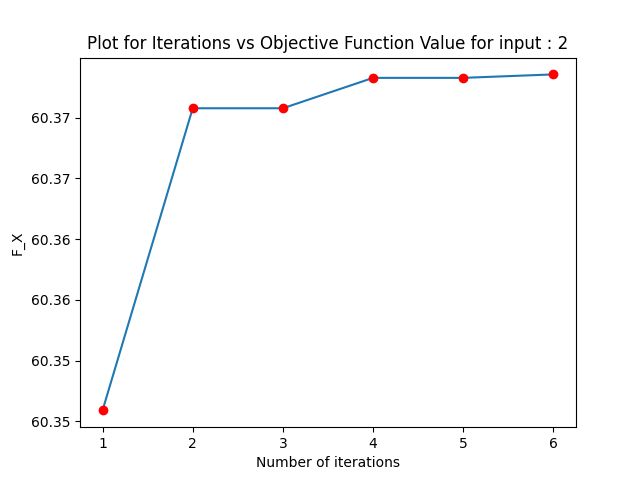 Plot for Iterations vs Objective Function Value for input : 2
60.37
60.37
60.36
60.36
60.35
60.35
F_X
1 2 3 4 5 6
Number of iterations